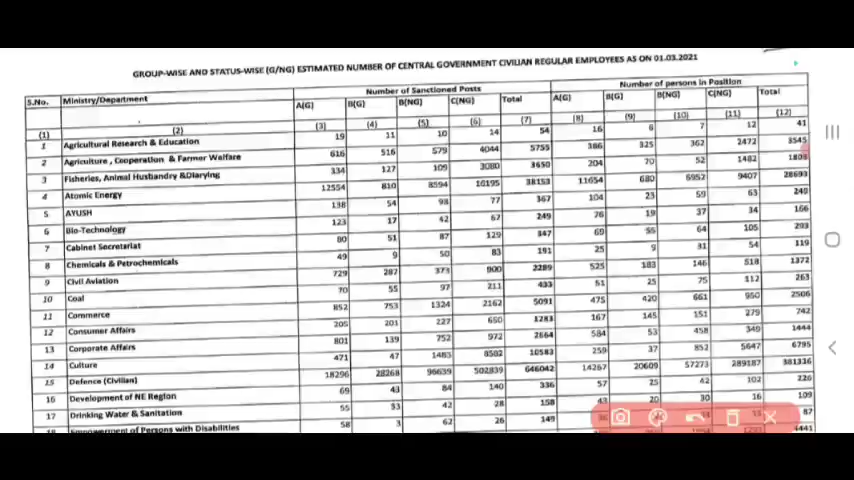 GROUP-WISE AND STATUS-WISE (G/NG) ESTIMATED NUMBER OF CENTRAL GOVERNMENT CIVILIAN REGULAR EMPLOYEES AS ON 01.03.2021
S.No. Ministry/Department Number of Sanctioned Posts Number of persons in Position
A(G) B(G) B(NG) C(NG) Total A(G) B(G) B(NG) C(NG) Total
(1) (2) (3) (4) (5) (6) (7) (8) (9) (10) (11) (12)
1 Agricultural Research & Education 19 11 10 14 54 16 6 7 12 41
2 Agriculture , Cooperation & Farmer Welfare 616 516 579 4044 5755 386 325 362 2472 3545
3 Fisheries, Animal Husbandry &Diarying 334 127 109 3080 3650 204 70 52 1482 1808
4 Atomic Energy 12554 810 8594 16195 38153 11654 680 6952 9407 28693
5 AYUSH 138 54 98 77 367 104 23 59 63 249
6 Bio-Technology 123 17 42 67 249 76 19 37 34 166
7 Cabinet Secretariat 80 51 87 129 347 69 55 64 105 293
8 Chemicals & Petrochemicals 49 9 50 83 191 25 9 31 54 119
9 Civil Aviation 729 287 373 900 2289 525 183 146 518 1372
10 Coal 70 55 97 211 433 51 25 75 112 263
11 Commerce 852 753 1324 2162 5091 475 420 661 950 2506
12 Consumer Affairs 205 201 227 650 1283 167 145 151 279 742
13 Corporate Affairs 801 139 752 972 2664 584 53 458 349 1444
14 Culture 471 47 1483 8582 10583 259 37 852 5647 6795
15 Defence (Civilian) 18296 28268 96639 502839 646042 14267 20609 57273 289187 381336
16 Development of NE Region 69 43 84 140 336 57 25 42 102 226
17 Drinking Water & Sanitation 55 33 42 28 158 43 20 30 16 109
18 Empowerment of Persons with Disabilities 58 3 62 26 149 87